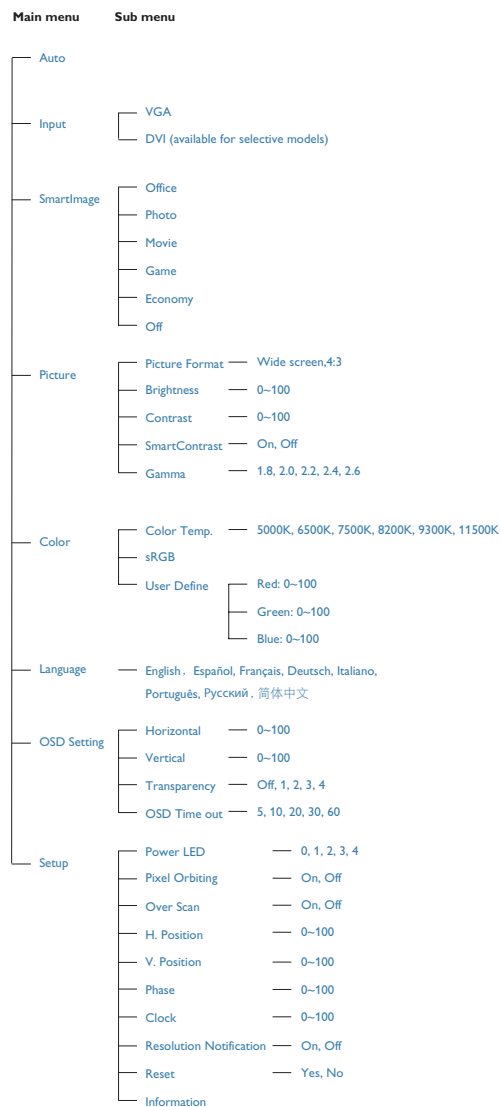 Main menu Sub menu
Auto
Input
VGA
DVI (available for selective models)
SmartImage
Office
Photo
Movie
Game
Economy
Off
Picture
Picture Format Wide screen,4:3
Brightness 0~100
Contrast 0~100
SmartContrast On, Off
Gamma 1.8, 2.0, 2.2, 2.4, 2.6
Color
Color Temp. 5000K, 6500K, 7500K, 8200K, 9300K, 11500K
sRGB
User Define Red: 0~100
Green: 0~100
Blue: 0~100
Language English, Español, Français, Deutsch, Italiano,
Português, Русский, 简体中文
OSD Setting
Horizontal 0~100
Vertical 0~100
Transparency Off, 1, 2, 3, 4
OSD Time out 5, 10, 20, 30, 60
Setup
Power LED 0, 1, 2, 3, 4
Pixel Orbiting On, Off
Over Scan On, Off
H. Position 0~100
V. Position 0~100
Phase 0~100
Clock 0~100
Resolution Notification On, Off
Reset Yes, No
Information